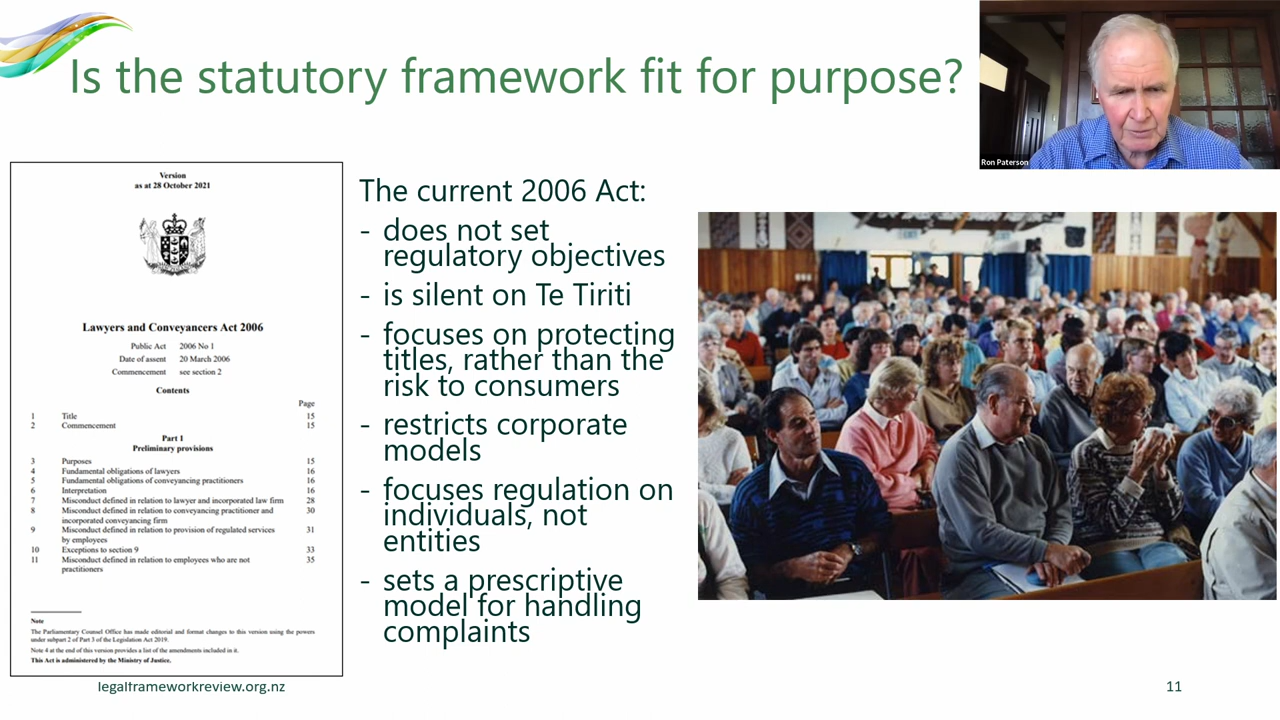 Is the statutory framework fit for purpose?
Ron Paterson
Version
as at 28 October 2021
Lawyers and Conveyancers Act 2006
Public Act 2006 No 1
Date of assent 20 March 2006
Commencement see section 2
Contents
Page
1 Title 15
2 Commencement 15
Part 1
Preliminary provisions
3 Purposes 15
4 Fundamental obligations of lawyers 16
5 Fundamental obligations of conveyancing practitioners 16
6 Interpretation 16
7 Misconduct defined in relation to lawyer and incorporated law firm 28
8 Misconduct defined in relation to conveyancing practitioner and 30
incorporated conveyancing firm
9 Misconduct defined in relation to provision of regulated services 31
by employees
10 Exceptions to section 9 33
11 Misconduct defined in relation to employees who are not 35
practitioners
Note
The Parliamentary Counsel Office has made editorial and format changes to this version using the powers
under subpart 2 of Part 3 of the Legislation Act 2019.
Note 4 at the end of this version provides a list of the amendments included in it.
This Act is administered by the Ministry of Justice.
The current 2006 Act:
- does not set
regulatory objectives
- is silent on Te Tiriti
- focuses on protecting
titles, rather than the
risk to consumers
- restricts corporate
models
- focuses regulation on
individuals, not
entities
- sets a prescriptive
model for handling
complaints
legalframeworkreview.org.nz
11